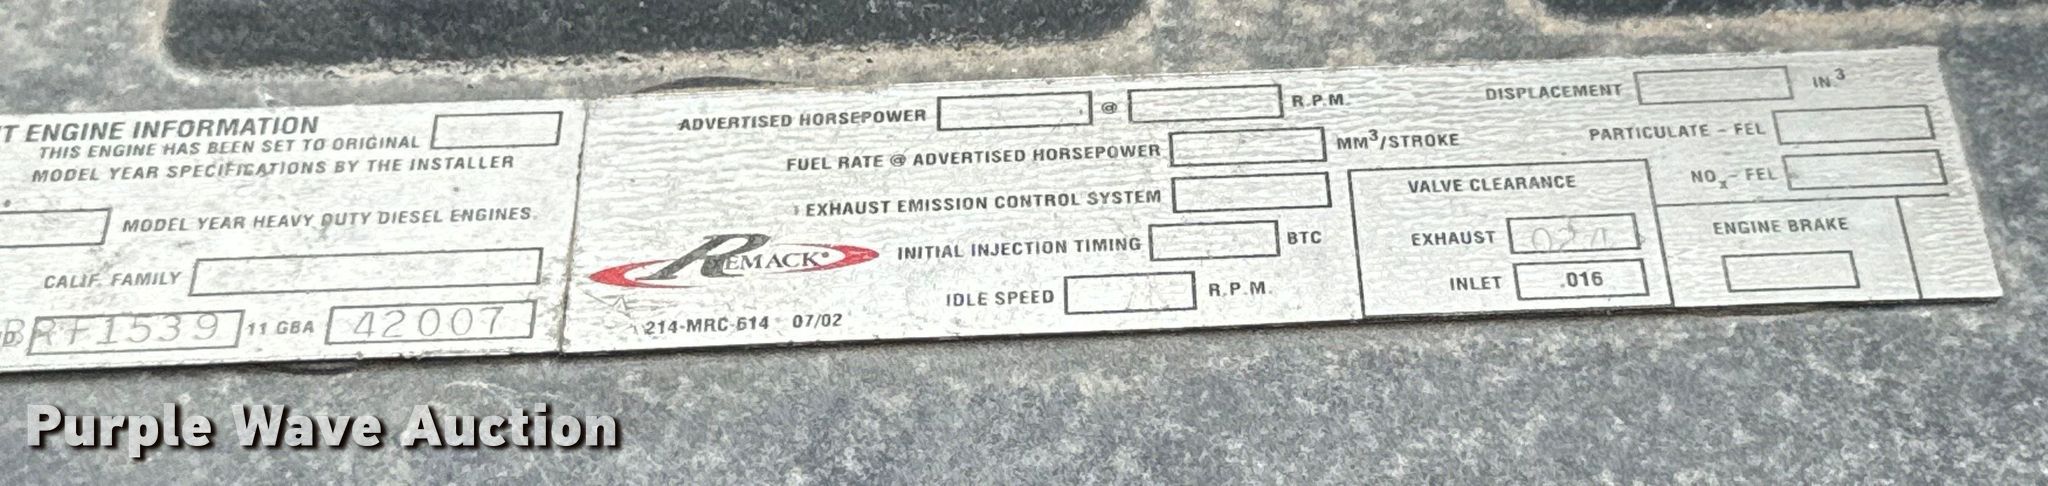 T ENGINE INFORMATION
THIS ENGINE HAS BEEN SET TO ORIGINAL
MODEL YEAR SPECIFICATIONS BY THE INSTALLER
MODEL YEAR HEAVY DUTY DIESEL ENGINES.
CALIF. FAMILY
1539 11 GBA 42007
ADVERTISED HORSEPOWER @ R.P.M.
FUEL RATE @ ADVERTISED HORSEPOWER MM³/STROKE
EXHAUST EMISSION CONTROL SYSTEM
REMACK INITIAL INJECTION TIMING BTC
IDLE SPEED R.P.M.
214-MRC-614 07/02
DISPLACEMENT IN.³
PARTICULATE - FEL
NOx - FEL
VALVE CLEARANCE
EXHAUST
INLET .016
ENGINE BRAKE
Purple Wave Auction